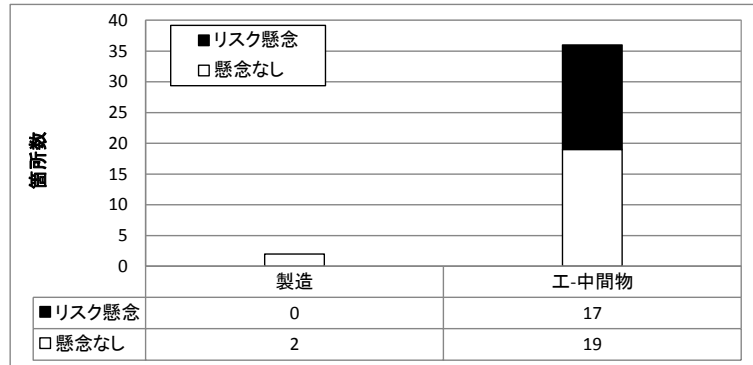 40
35
30
25
20
15
10
5
0
箇所数
■リスク懸念
□懸念なし
製造 エ-中間物
■リスク懸念 0 17
□懸念なし 2 19